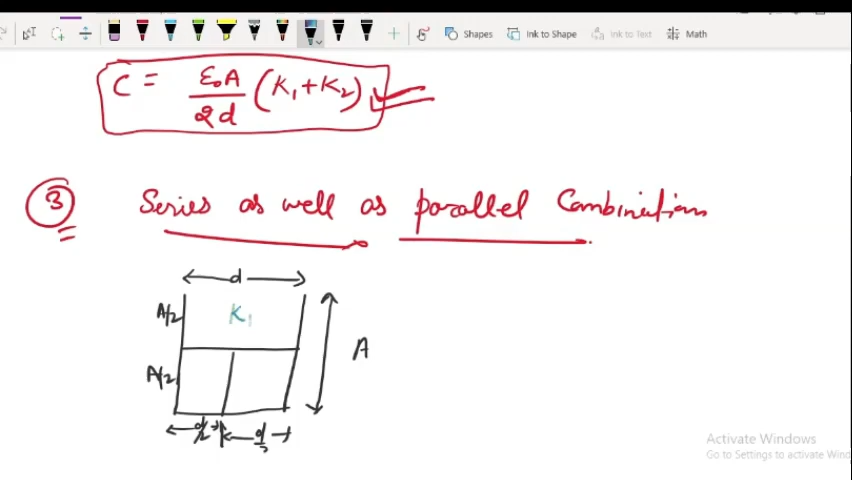 Shapes
Ink to Shape
Ink to Text
Math
C = ε₀A/2d (K₁+K₂)
3 Series as well as parallel Combination
d
A/2
K₁
A
A/2
d/2 d/2
Activate Windows
Go to Settings to activate Wind